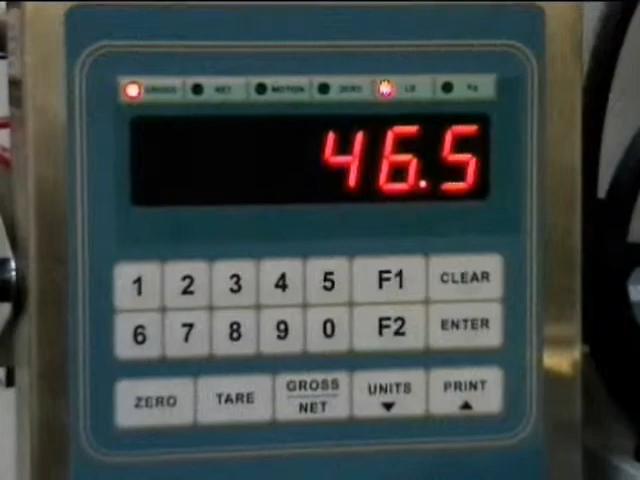 GROSS NET MOTION ZERO LB Kg
46.5
1 2 3 4 5 F1 CLEAR
6 7 8 9 0 F2 ENTER
ZERO TARE GROSS NET UNITS PRINT